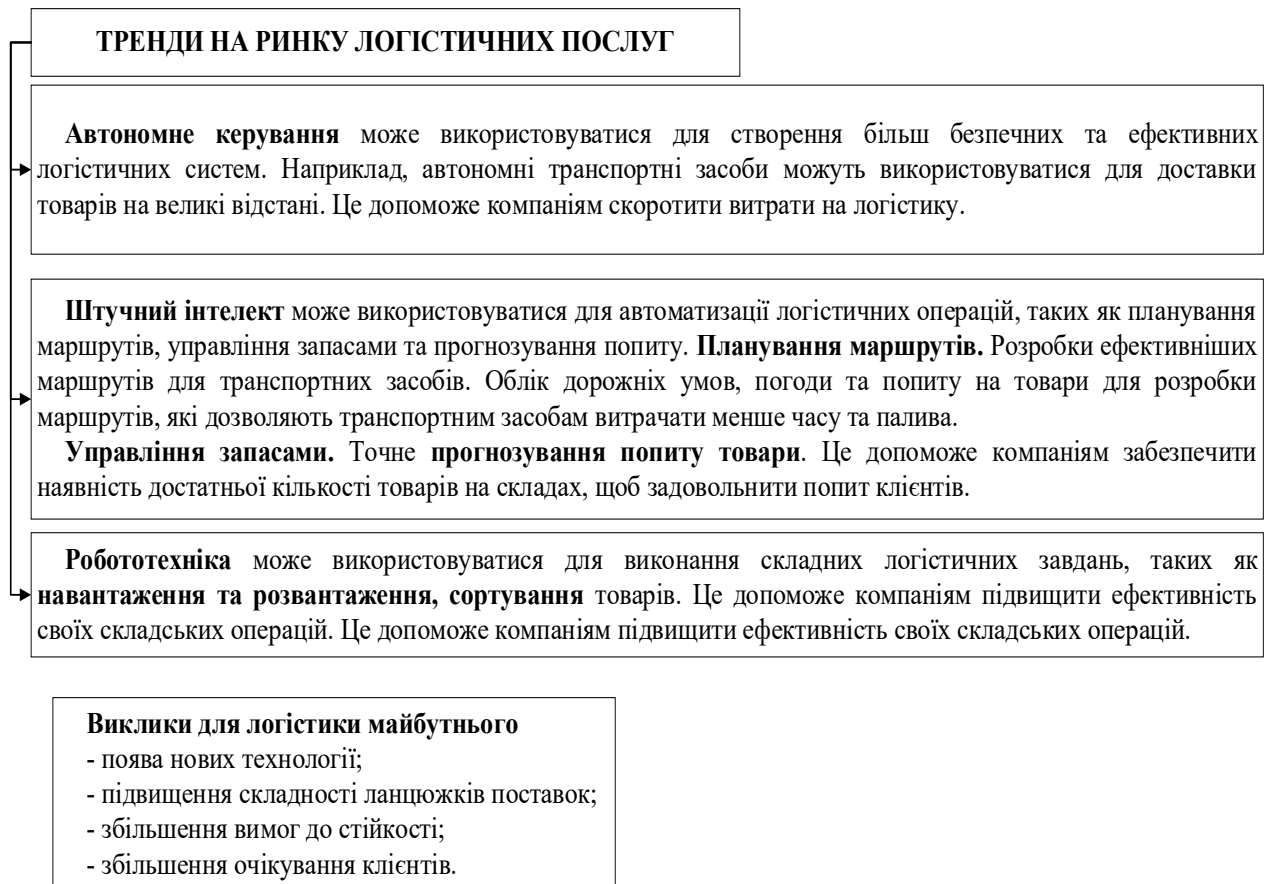 ТРЕНДИ НА РИНКУ ЛОГІСТИЧНИХ ПОСЛУГ
Автономне керування може використовуватися для створення більш безпечних та ефективних
логістичних систем. Наприклад, автономні транспортні засоби можуть використовуватися для доставки
товарів на великі відстані. Це допоможе компаніям скоротити витрати на логістику.
Штучний інтелект може використовуватися для автоматизації логістичних операцій, таких як планування
маршрутів, управління запасами та прогнозування попиту. Планування маршрутів. Розробки ефективніших
маршрутів для транспортних засобів. Облік дорожніх умов, погоди та попиту на товари для розробки
маршрутів, які дозволяють транспортним засобам витрачати менше часу та палива.
Управління запасами. Точне прогнозування попиту товари. Це допоможе компаніям забезпечити
наявність достатньої кількості товарів на складах, щоб задовольнити попит клієнтів.
Робототехніка може використовуватися для виконання складних логістичних завдань, таких як
навантаження та розвантаження, сортування товарів. Це допоможе компаніям підвищити ефективність
своїх складських операцій. Це допоможе компаніям підвищити ефективність своїх складських операцій.
Виклики для логістики майбутнього
- поява нових технології;
- підвищення складності ланцюжків поставок;
- збільшення вимог до стійкості;
- збільшення очікування клієнтів.